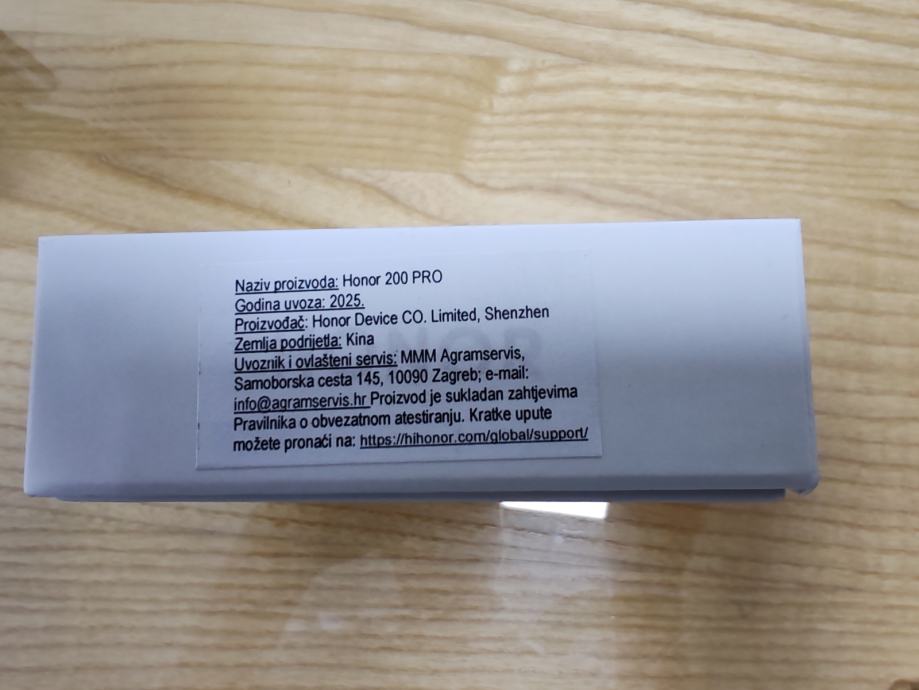 Naziv proizvoda: Honor 200 PRO
Godina uvoza: 2025.
Proizvođač: Honor Device CO. Limited, Shenzhen
Zemlja podrijetla: Kina
Uvoznik i ovlašteni servis: MMM Agramservis,
Samoborska cesta 145, 10090 Zagreb; e-mail:
info@agramservis.hr Proizvod je sukladan zahtjevima
Pravilnika o obvezatnom atestiranju. Kratke upute
možete pronaći na: https://hihonor.com/global/support/